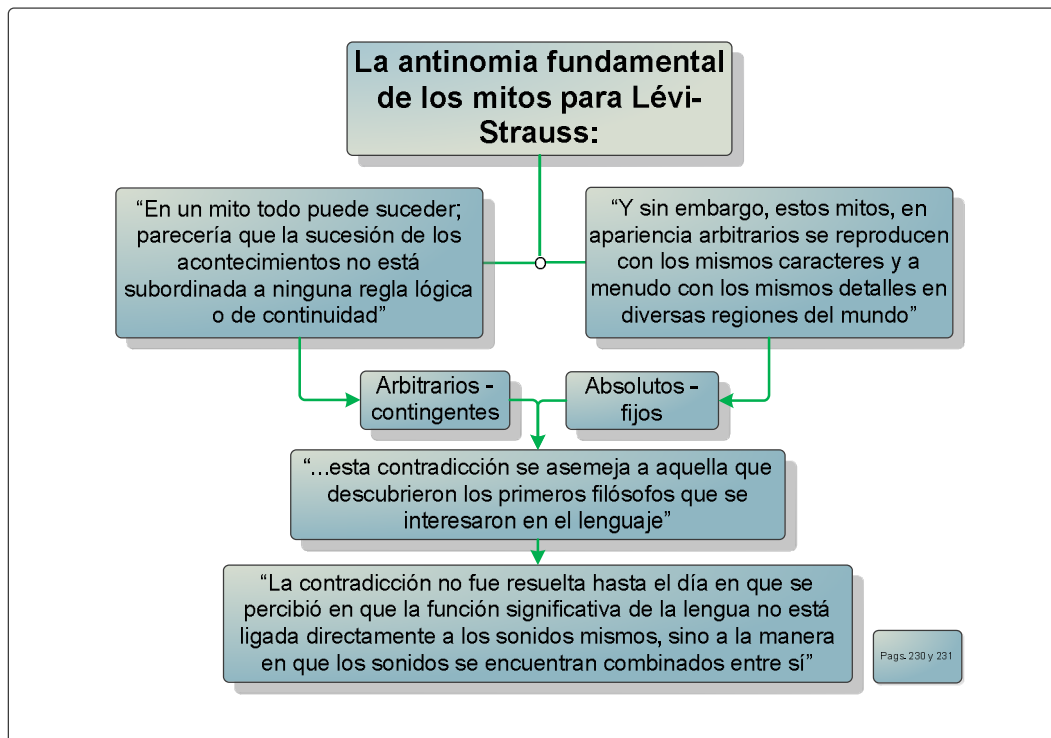 La antinomia fundamental
de los mitos para Lévi-
Strauss:
“En un mito todo puede suceder;
parecería que la sucesión de los
acontecimientos no está
subordinada a ninguna regla lógica
o de continuidad”
“Y sin embargo, estos mitos, en
apariencia arbitrarios se reproducen
con los mismos caracteres y a
menudo con los mismos detalles en
diversas regiones del mundo”
Arbitrarios -
contingentes
Absolutos -
fijos
“...esta contradicción se asemeja a aquella que
descubrieron los primeros filósofos que se
interesaron en el lenguaje”
“La contradicción no fue resuelta hasta el día en que se
percibió en que la función significativa de la lengua no está
ligada directamente a los sonidos mismos, sino a la manera
en que los sonidos se encuentran combinados entre sí”
Pags. 230 y 231